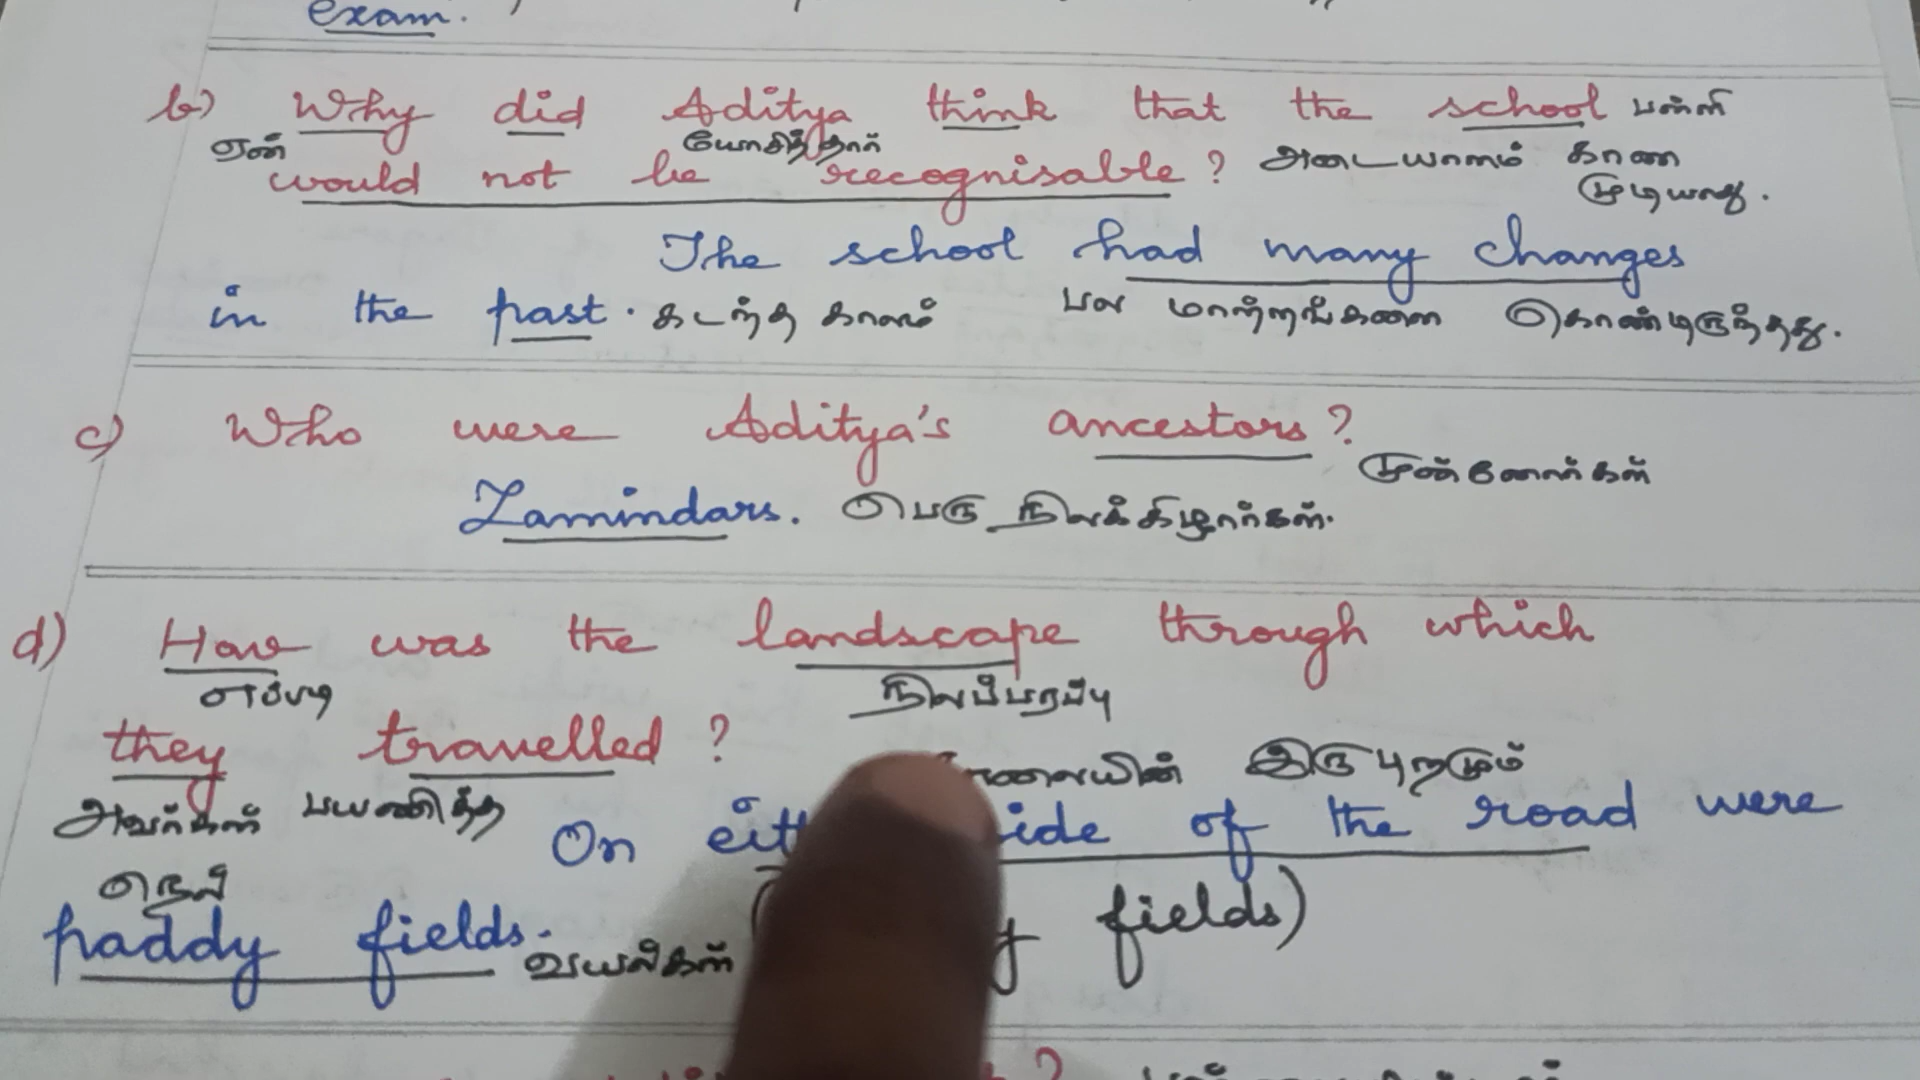 exam.
b) Why did Aditya think that the school பள்ளி
ஏன் யோசித்தார்
would not be recognisable? அடையாளம் காண
முடியாது.
The school had many changes
in the past. கடந்த காலம் பல மாற்றங்களை கொண்டிருந்தது.
c) Who were Aditya's ancestors?
முன்னோர்கள்
Zamindars. பெரு நிலக்கிழார்கள்.
d) How was the landscape through which
எப்படி நிலப்பரப்பு
they travelled?
இருபுறமும்
அவர்கள் பயணித்த
On of the road were
நெல்
paddy fields. வயல்கள்
fields)
?